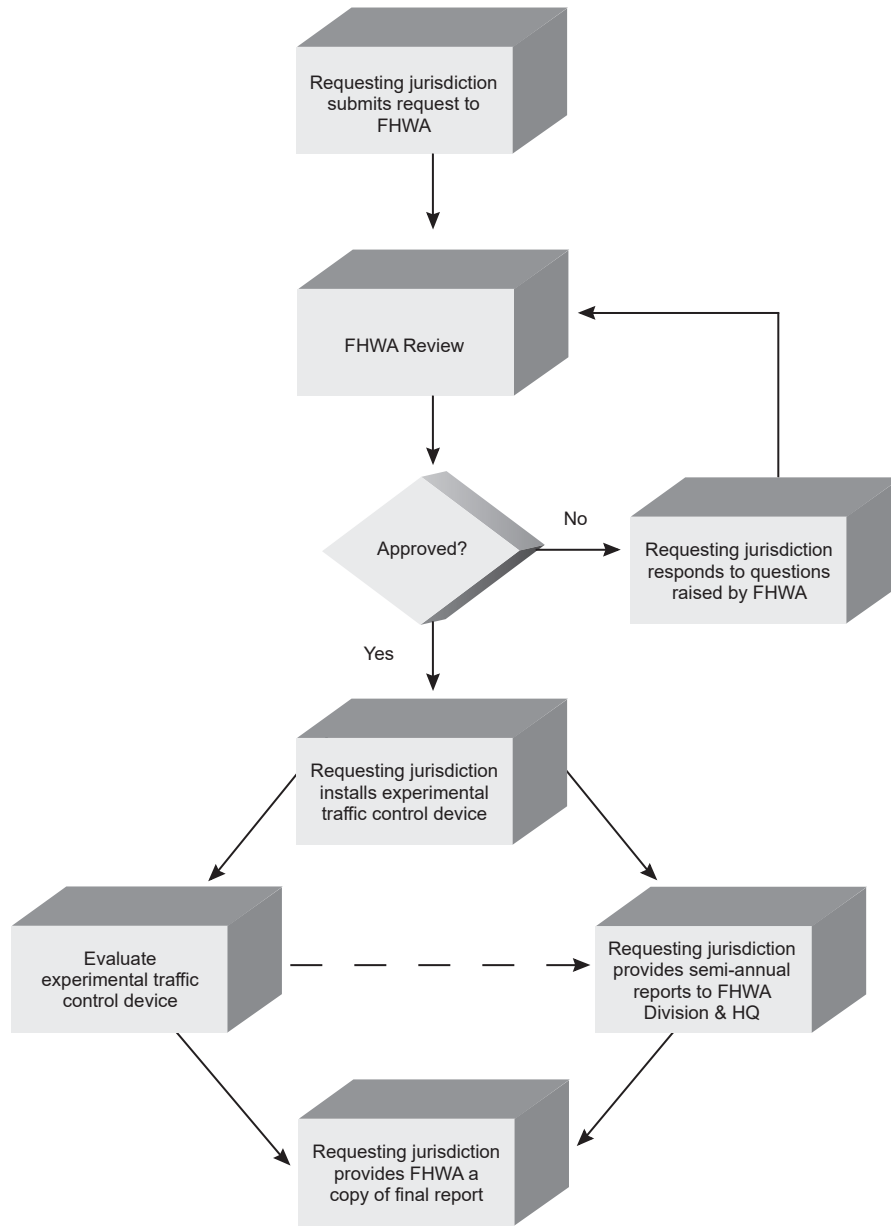 Requesting jurisdiction
submits request to
FHWA
FHWA Review
Approved?
No
Requesting jurisdiction
responds to questions
raised by FHWA
Yes
Requesting jurisdiction
installs experimental
traffic control device
Evaluate
experimental traffic
control device
Requesting jurisdiction
provides semi-annual
reports to FHWA
Division & HQ
Requesting jurisdiction
provides FHWA a
copy of final report